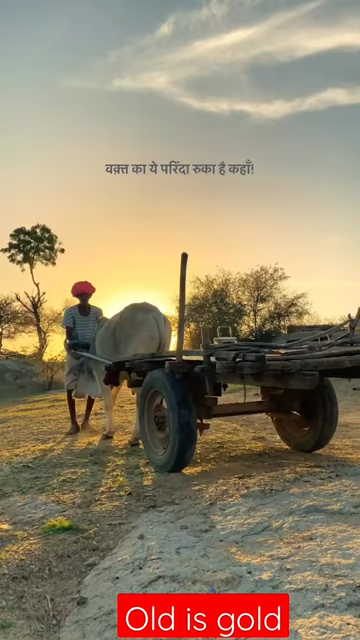 वक़्त का ये परिंदा रुका है कहाँ!
Old is gold